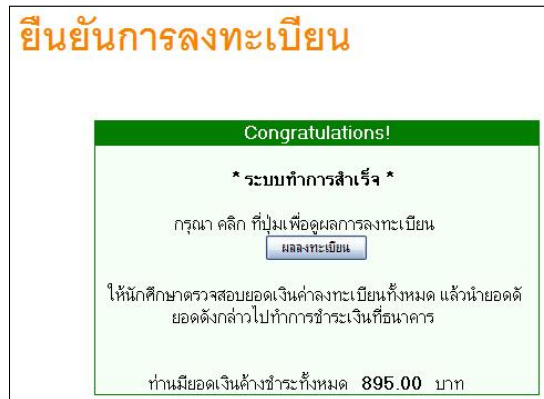 ยืนยันการลงทะเบียน
Congratulations!
* ระบบทำการสำเร็จ *
กรุณา คลิก ที่ปุ่มเพื่อดูผลการลงทะเบียน
ผลลงทะเบียน
ให้นักศึกษาตรวจสอบยอดเงินค่าลงทะเบียนทั้งหมด แล้วนำยอดดั
ยอดดังกล่าวไปทำการชำระเงินที่ธนาคาร
ท่านมียอดเงินค้างชำระทั้งหมด 895.00 บาท